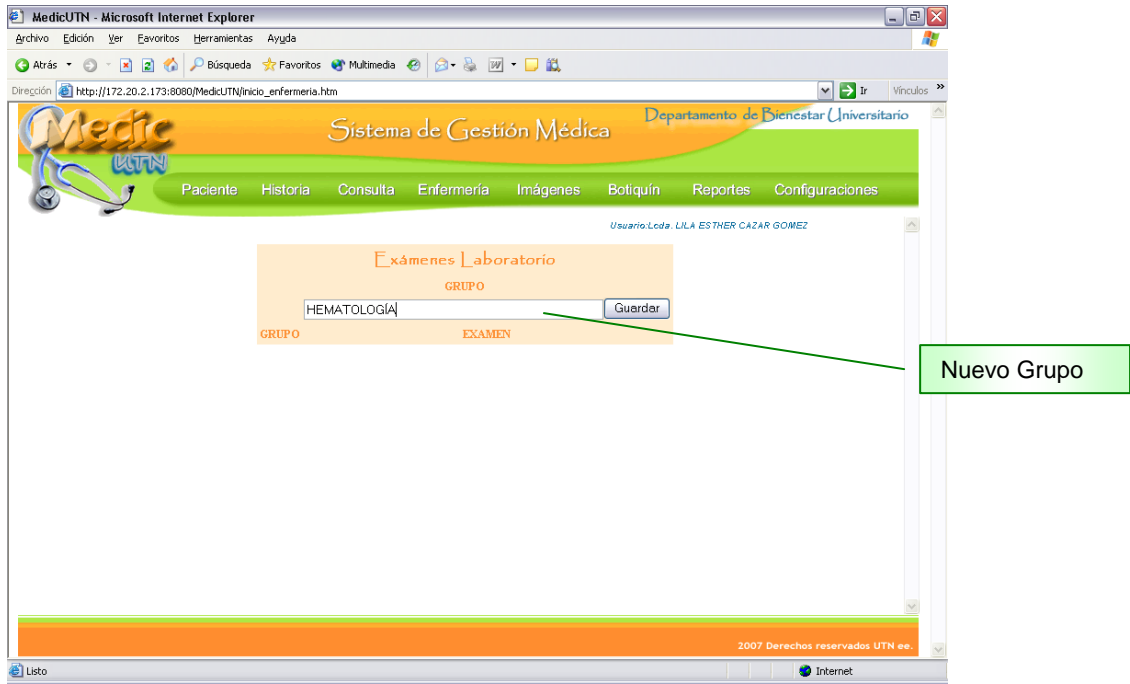 MedicUTN - Microsoft Internet Explorer
Archivo Edición Ver Favoritos Herramientas Ayuda
Atrás Búsqueda Favoritos Multimedia
Dirección http://172.20.2.173:8080/MedicUTN/inicio_enfermeria.htm Ir Vínculos »
Departamento de Bienestar Universitario
Medic
UTN
Sistema de Gestión Médica
Paciente Historia Consulta Enfermería Imágenes Botiquín Reportes Configuraciones
Usuario:Lcda. LILA ESTHER CAZAR GOMEZ
Exámenes Laboratorio
GRUPO
HEMATOLOGÍA Guardar
GRUPO EXAMEN
Nuevo Grupo
2007 Derechos reservados UTN ee.
Listo Internet